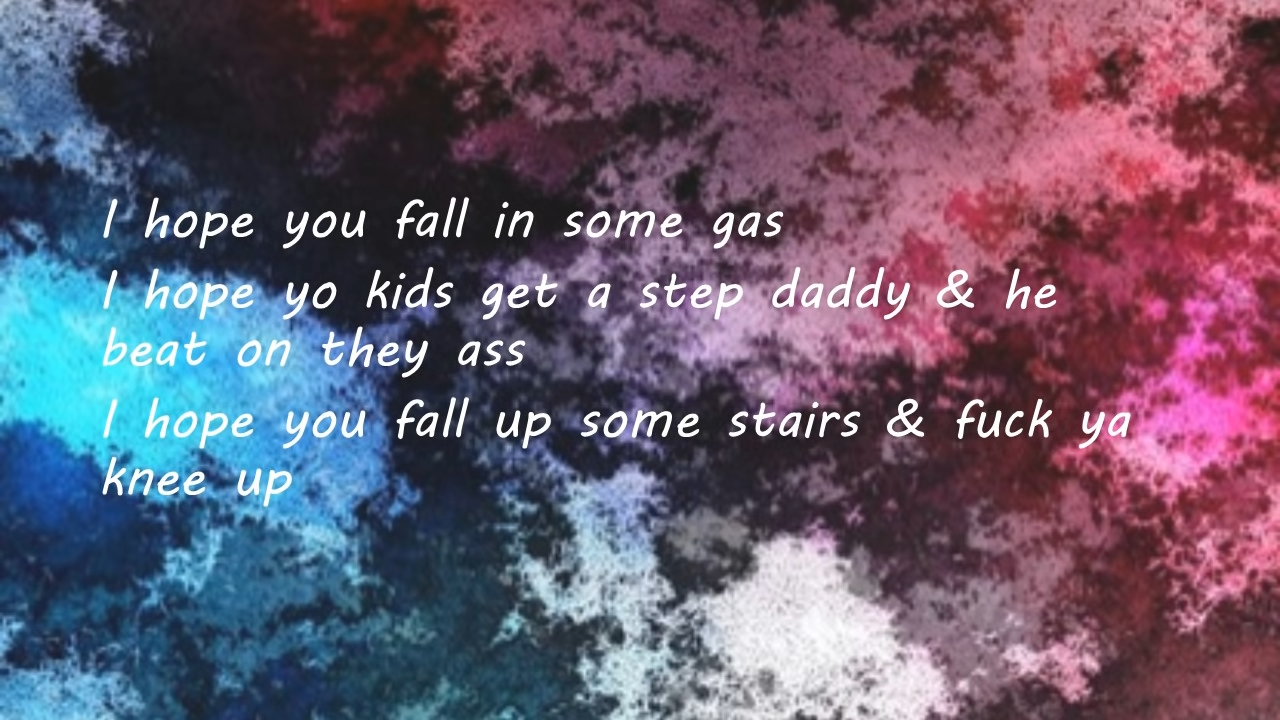 I hope you fall in some gas
I hope yo kids get a step daddy & he
beat on they ass
I hope you fall up some stairs & fuck ya
knee up